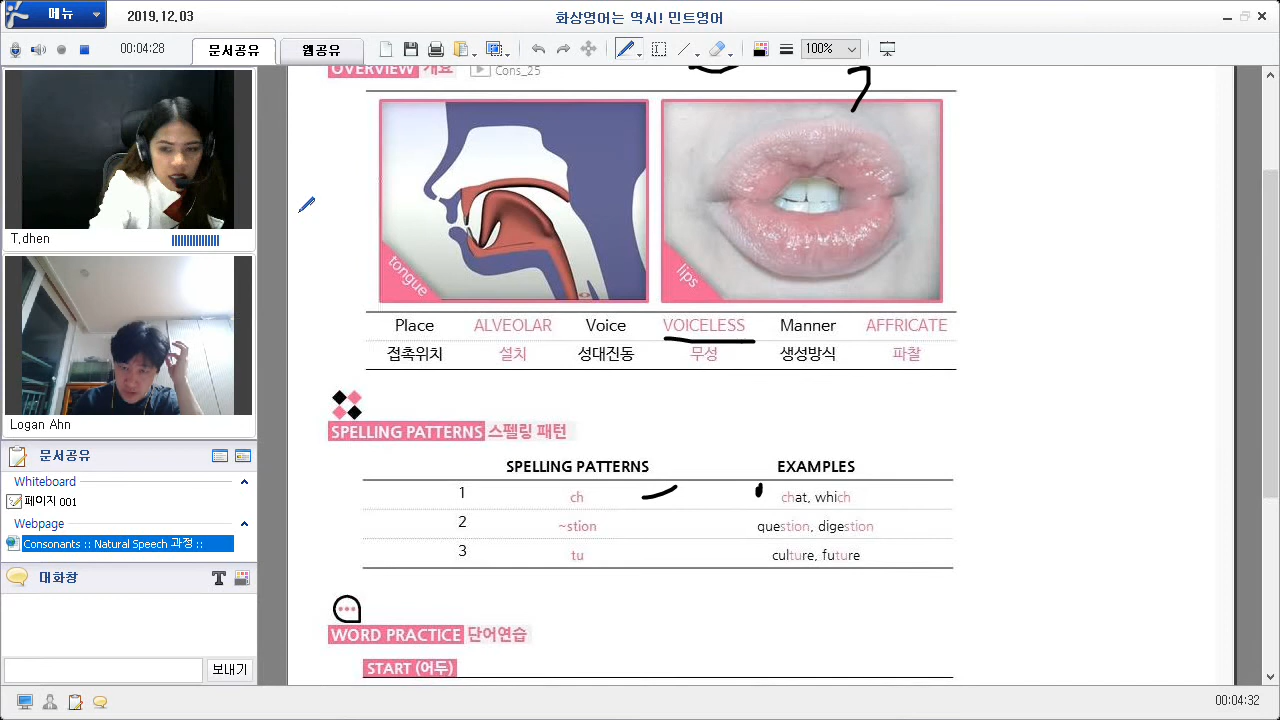 메뉴 2019.12.03 화상영어는 역시! 민트영어
00:04:28 문서공유 웹공유 100%
T.dhen
Logan Ahn
문서공유
Whiteboard
페이지 001
Webpage
Consonants :: Natural Speech 과정 ::
대화창
보내기
OVERVIEW 개요 Cons_25
tongue
lips
Place ALVEOLAR Voice VOICELESS Manner AFFRICATE
접촉위치 설치 성대진동 무성 생성방식 파찰
SPELLING PATTERNS 스펠링 패턴
SPELLING PATTERNS EXAMPLES
1 ch chat, which
2 ~stion question, digestion
3 tu culture, future
WORD PRACTICE 단어연습
START (어두)
00:04:32